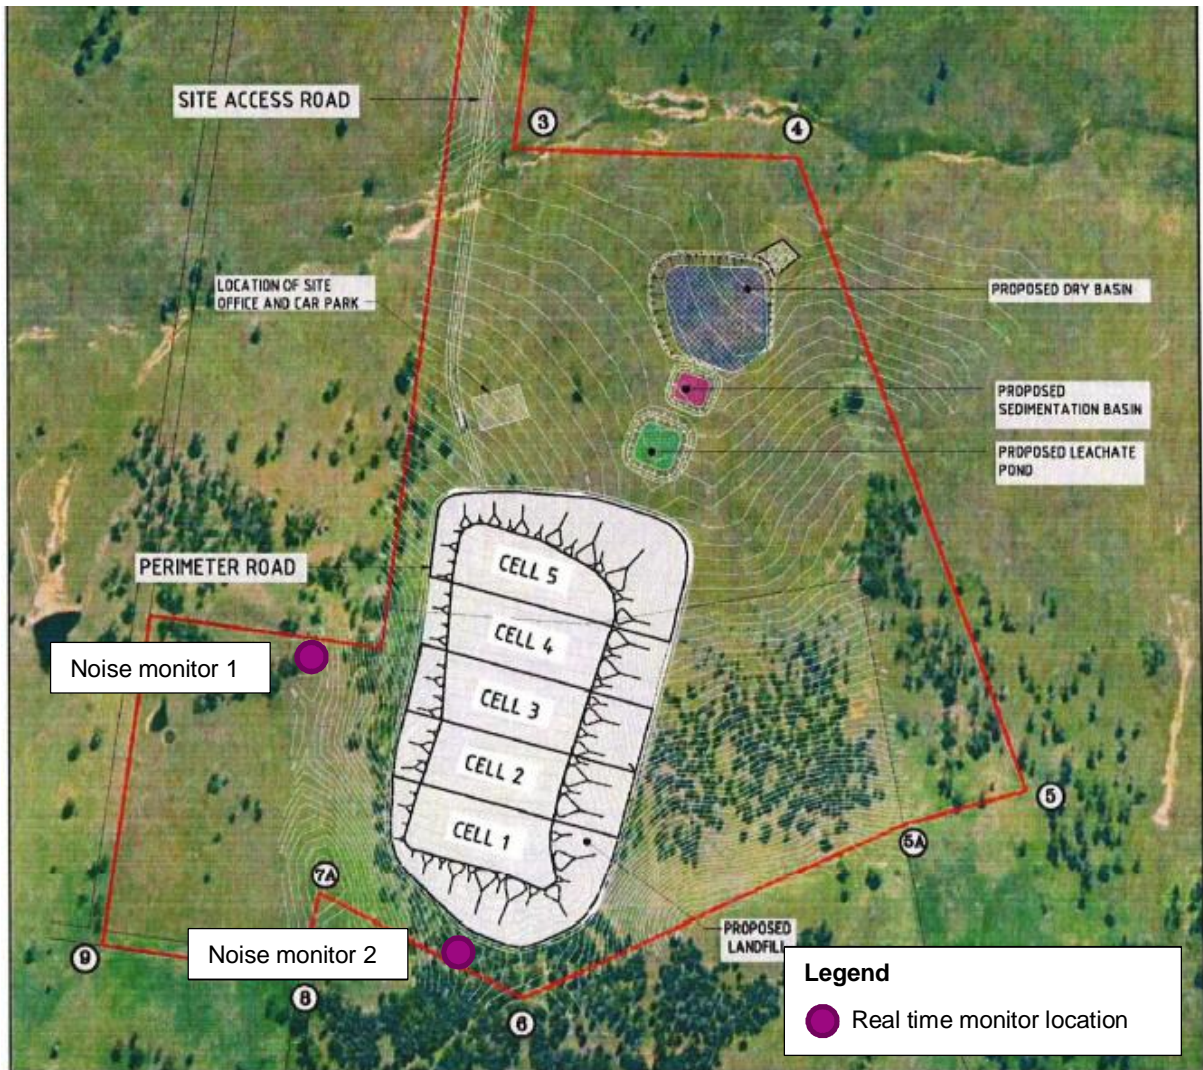 SITE ACCESS ROAD
3
4
LOCATION OF SITE
OFFICE AND CAR PARK
PROPOSED DRY BASIN
PROPOSED
SEDIMENTATION BASIN
PROPOSED LEACHATE
POND
PERIMETER ROAD
CELL 5
CELL 4
Noise monitor 1
CELL 3
CELL 2
CELL 1
5
5A
7A
PROPOSED
LANDFILL
Noise monitor 2
9
8
6
Legend
Real time monitor location